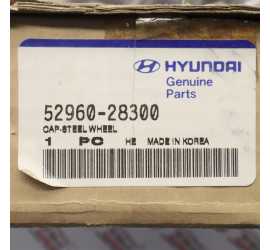 HYUNDAI
Genuine
Parts
52960-28300
CAP-STEEL WHEEL
1 PC HE MADE IN KOREA